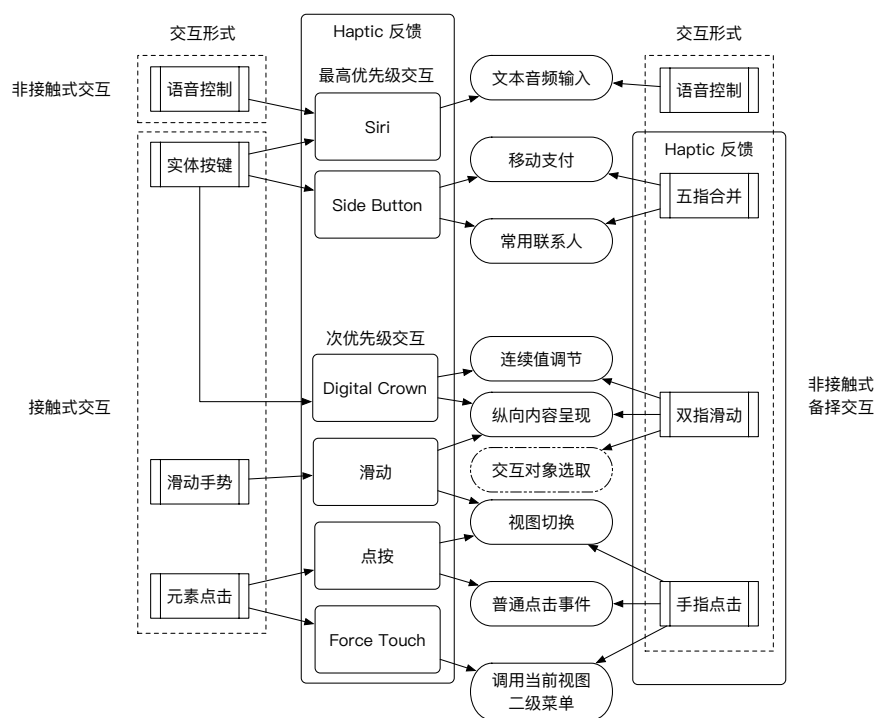 交互形式
Haptic 反馈
交互形式
非接触式交互
语音控制
最高优先级交互
Siri
文本音频输入
语音控制
实体按键
Side Button
移动支付
常用联系人
Haptic 反馈
五指合并
接触式交互
次优先级交互
Digital Crown
连续值调节
纵向内容呈现
双指滑动
非接触式
备择交互
滑动手势
滑动
交互对象选取
视图切换
元素点击
点按
普通点击事件
手指点击
Force Touch
调用当前视图
二级菜单